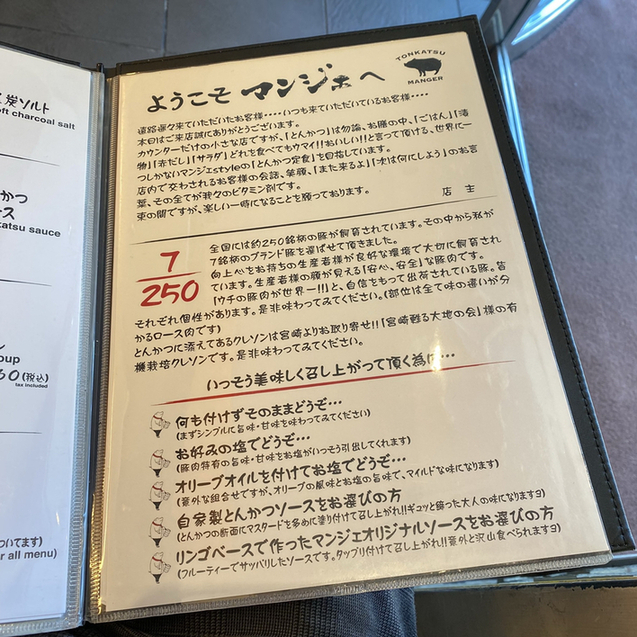 炭ソルト
oft charcoal salt
かつ
ース
katsu sauce
oup
(税込)
tax included
ついてます)
r all menu)
ようこそ マンジェ へ
TONKATSU
MANGER
道路遥々来ていただいたお客様・・・・いつも来ていただいているお客様・・・・
本日はご来店誠にありがとうございます。
カウンターだけの小さな店ですが、「とんかつ」は勿論、お膳の中、「ごはん」「漬
物」「赤だし」「サラダ」どれを食べてもウマイ!!おいしい!!と言って頂ける、世界に一
つしかないマンジェstyleの「とんかつ定食」を目指しています。
店内で交わされるお客様の会話、笑顔、「また来るよ」「次は何にしよう」のお言
葉、その全てが我々のビタミン剤です。
束の間ですが、楽しい一時になることを願っております。
店 主
7
250
全国には約250銘柄の豚が飼育されています。その中から私が
7銘柄のブランド豚を選ばせて頂きました。
向上心をお持ちの生産者様が良好な環境で大切に飼育され
ています。生産者様の顔が見える「安心、安全」な豚肉です。
「ウチの豚肉が世界一!!」と、自信をもって出荷されている豚。皆
それぞれ個性があります。是非味わってみてください。(部位は全て味の違いが分
かるロース肉です)
とんかつに添えてあるクレソンは宮崎よりお取り寄せ!!「宮崎甦る大地の会」様の有
機栽培クレソンです。是非味わってみてください。
いっそう美味しく召し上がって頂く為に・・・
何も付けずそのままどうぞ・・・
(まずシンプルに旨味・甘味を味わってみてください)
お好みの塩でどうぞ・・・
(豚肉特有の旨味・甘味をお塩がいっそう引出してくれます)
オリーブオイルを付けてお塩でどうぞ・・・
(意外な組合せですが、オリーブの風味とお塩の旨味で、マイルドな味になります)
自家製とんかつソースをお選びの方
(とんかつの断面にマスタードを多めに塗り付けて召し上がれ!!ギュッと締った大人の味になりますヨ)
リンゴベースで作ったマンジェオリジナルソースをお選びの方
(フルーティーでサッパリしたソースです。タップリ付けて召し上がれ!!意外と沢山食べられますヨ)